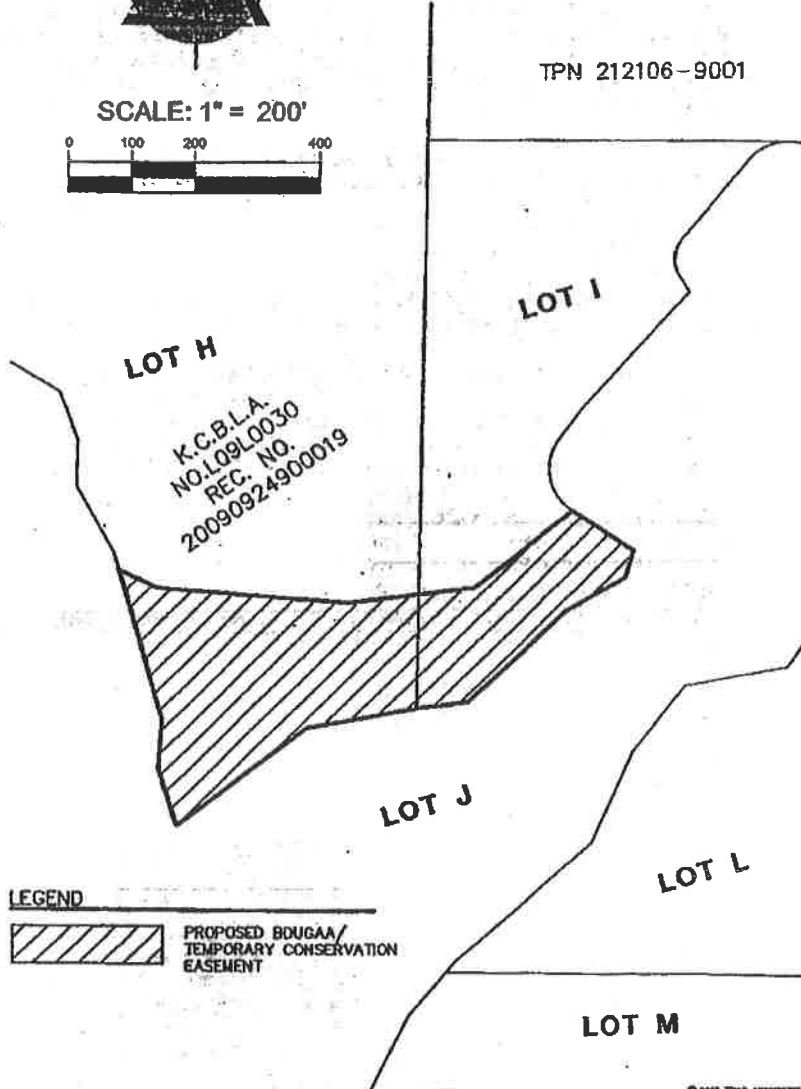 TPN 212106-9001
SCALE: 1" = 200'
0 100 200 400
LOT I
LOT H
K.C.B.L.A.
NO.L09L0030
REC. NO.
20090924900019
LOT J
LOT L
LEGEND
PROPOSED BDUGAA/
TEMPORARY CONSERVATION
EASEMENT
LOT M